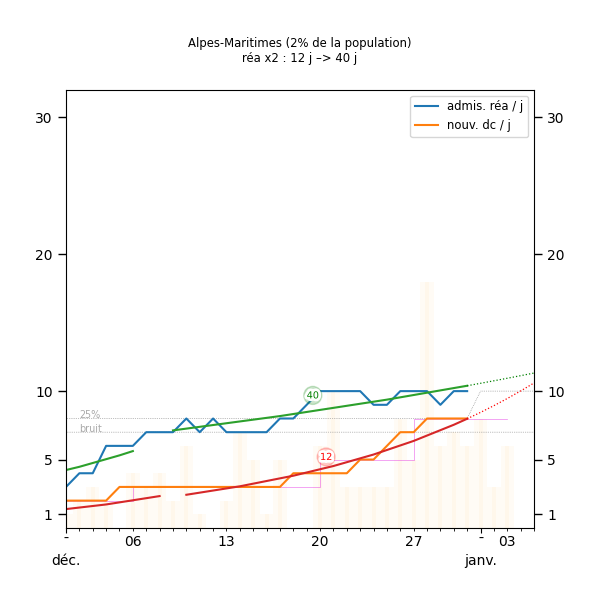 Alpes-Maritimes (2% de la population)
réa x2 : 12 j –> 40 j
admis. réa / j
nouv. dc / j
30
30
20
20
10
10
5
5
1
1
25%
bruit
40
12
-
06
13
20
27
-
03
déc.
janv.